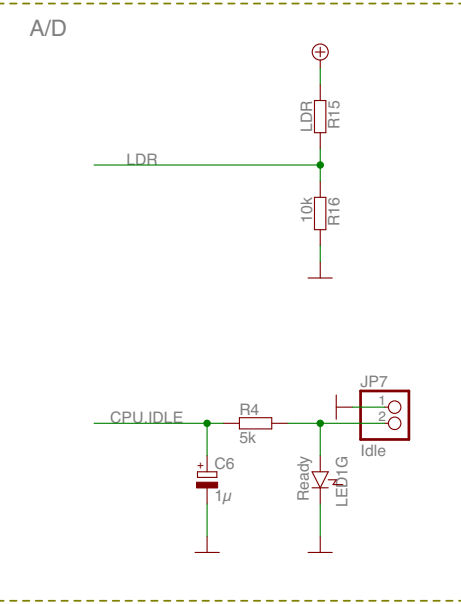 A/D
LDR
R15
LDR
10k
R16
JP7
1
2
CPU.IDLE
R4
5k
Idle
+
C6
1µ
Ready
LED1G